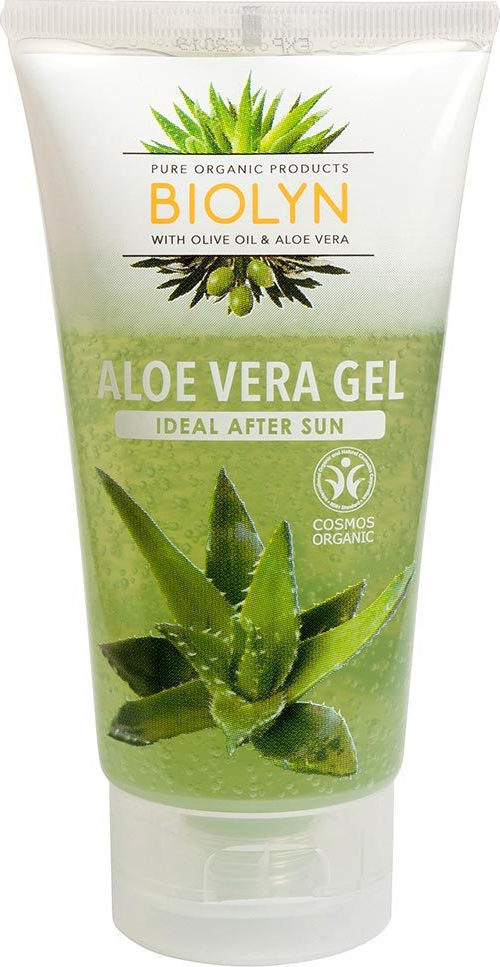 PURE ORGANIC PRODUCTS
BIOLYN
WITH OLIVE OIL & ALOE VERA
ALOE VERA GEL
IDEAL AFTER SUN
COSMOS
ORGANIC